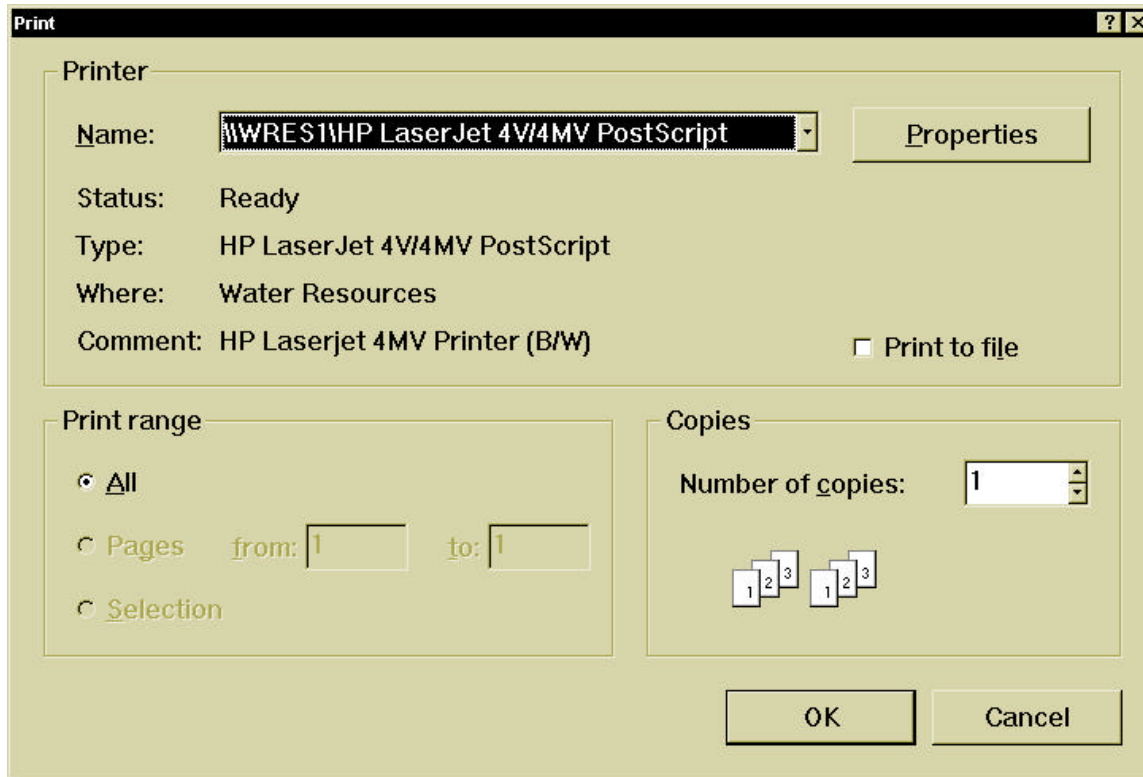 Print
Printer
Name: \\WRES1\HP LaserJet 4V/4MV PostScript Properties
Status: Ready
Type: HP LaserJet 4V/4MV PostScript
Where: Water Resources
Comment: HP Laserjet 4MV Printer (B/W) Print to file
Print range
All
Pages from: 1 to: 1
Selection
Copies
Number of copies: 1
1 2 3 1 2 3
OK Cancel